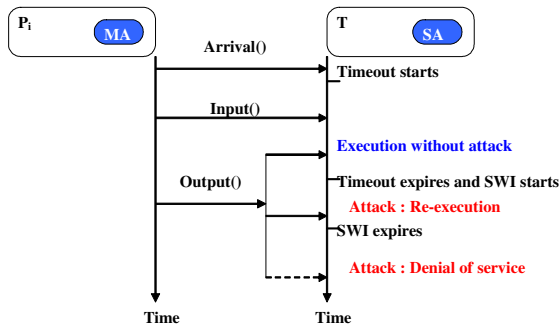 Pi
MA
T
SA
Arrival()
Timeout starts
Input()
Execution without attack
Output()
Timeout expires and SWI starts
Attack : Re-execution
SWI expires
Attack : Denial of service
Time
Time